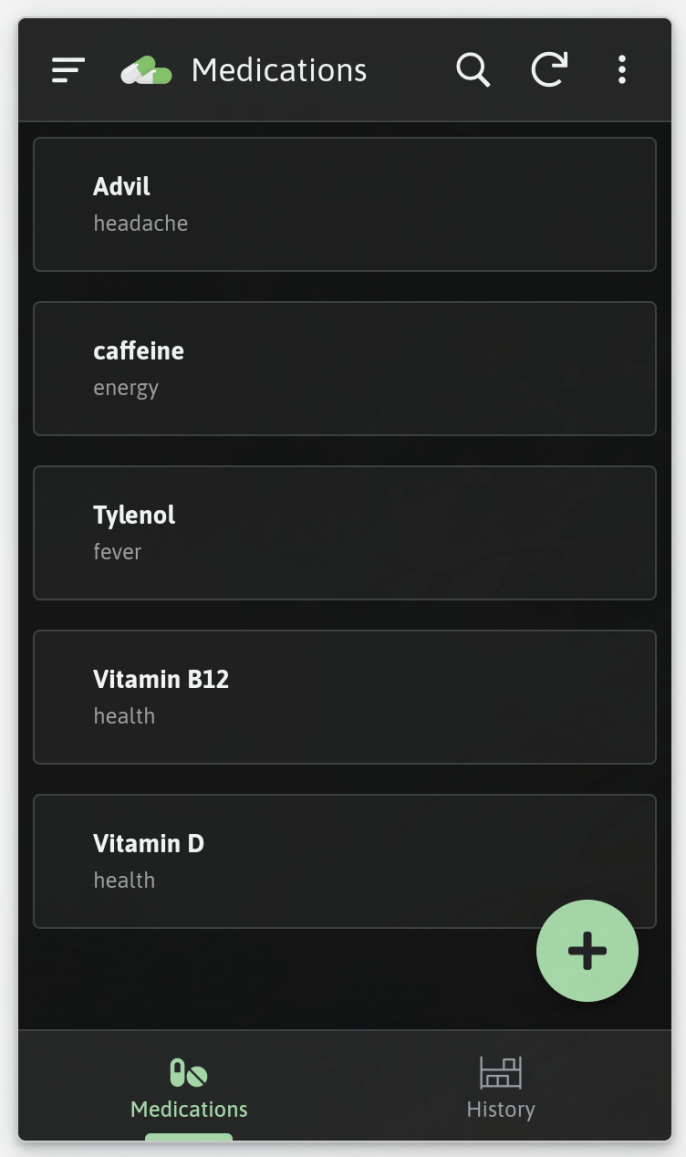 Medications
Advil
headache
caffeine
energy
Tylenol
fever
Vitamin B12
health
Vitamin D
health
Medications
History